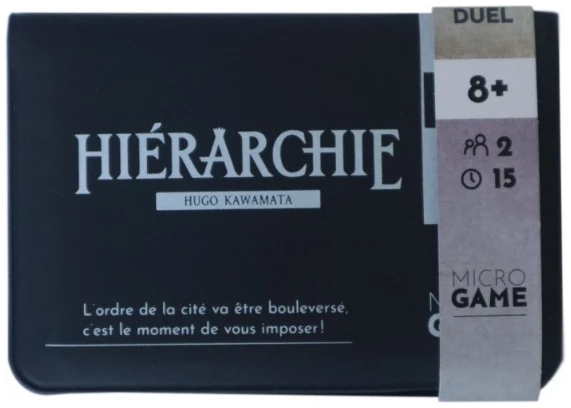 HIÉRARCHIE
HUGO KAWAMATA
L'ordre de la cité va être bouleversé,
c'est le moment de vous imposer!
DUEL
8+
2
15
MICRO
GAME